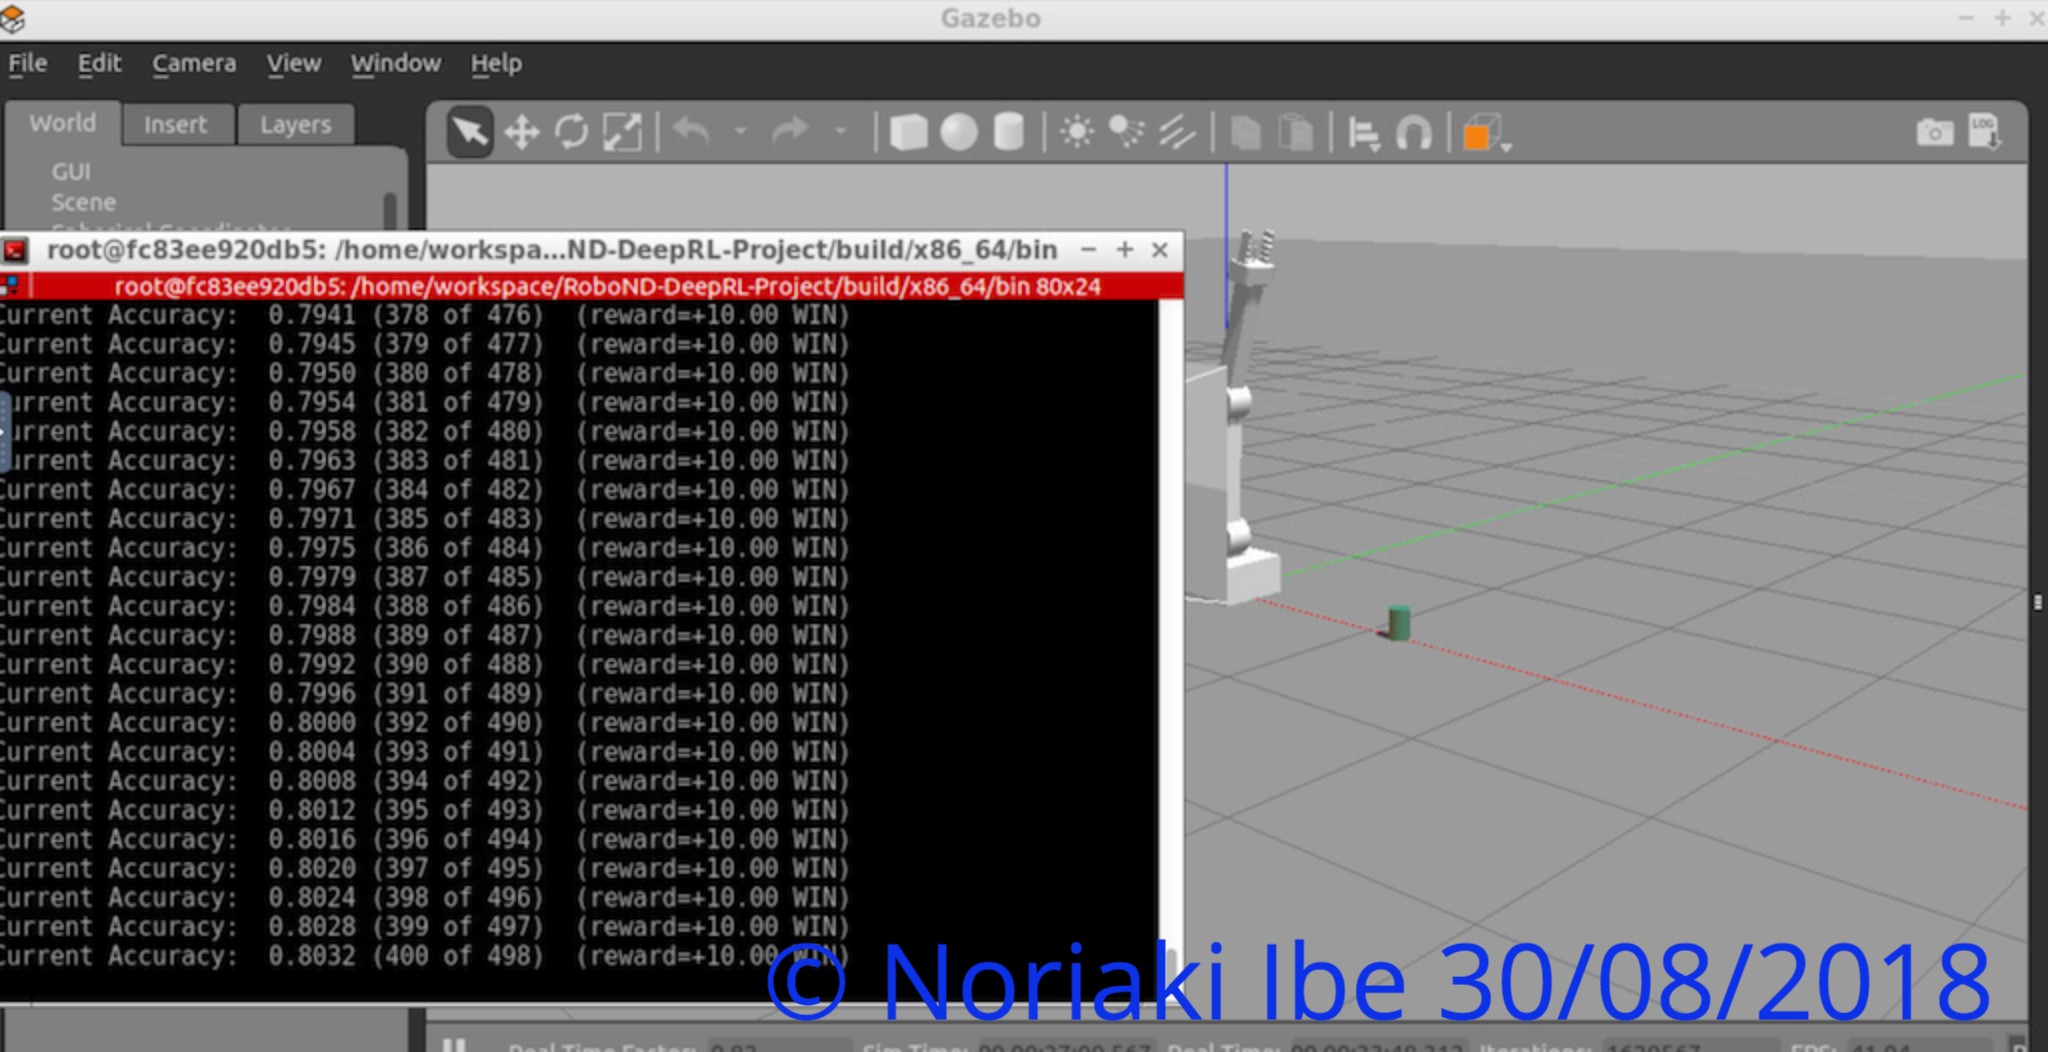 Gazebo
File Edit Camera View Window Help
World Insert Layers
LOG
GUI
Scene
Spherical Coordinates
root@fc83ee920db5: /home/workspa...ND-DeepRL-Project/build/x86_64/bin
root@fc83ee920db5: /home/workspace/RoboND-DeepRL-Project/build/x86_64/bin 80x24
Current Accuracy: 0.7941 (378 of 476) (reward=+10.00 WIN)
Current Accuracy: 0.7945 (379 of 477) (reward=+10.00 WIN)
Current Accuracy: 0.7950 (380 of 478) (reward=+10.00 WIN)
urrent Accuracy: 0.7954 (381 of 479) (reward=+10.00 WIN)
urrent Accuracy: 0.7958 (382 of 480) (reward=+10.00 WIN)
urrent Accuracy: 0.7963 (383 of 481) (reward=+10.00 WIN)
Current Accuracy: 0.7967 (384 of 482) (reward=+10.00 WIN)
Current Accuracy: 0.7971 (385 of 483) (reward=+10.00 WIN)
Current Accuracy: 0.7975 (386 of 484) (reward=+10.00 WIN)
Current Accuracy: 0.7979 (387 of 485) (reward=+10.00 WIN)
Current Accuracy: 0.7984 (388 of 486) (reward=+10.00 WIN)
Current Accuracy: 0.7988 (389 of 487) (reward=+10.00 WIN)
Current Accuracy: 0.7992 (390 of 488) (reward=+10.00 WIN)
Current Accuracy: 0.7996 (391 of 489) (reward=+10.00 WIN)
Current Accuracy: 0.8000 (392 of 490) (reward=+10.00 WIN)
Current Accuracy: 0.8004 (393 of 491) (reward=+10.00 WIN)
Current Accuracy: 0.8008 (394 of 492) (reward=+10.00 WIN)
Current Accuracy: 0.8012 (395 of 493) (reward=+10.00 WIN)
Current Accuracy: 0.8016 (396 of 494) (reward=+10.00 WIN)
Current Accuracy: 0.8020 (397 of 495) (reward=+10.00 WIN)
Current Accuracy: 0.8024 (398 of 496) (reward=+10.00 WIN)
Current Accuracy: 0.8028 (399 of 497) (reward=+10.00 WIN)
Current Accuracy: 0.8032 (400 of 498) (reward=+10.00 WIN)
© Noriaki Ibe 30/08/2018
Real Time Factor: Sim Time: Real Time: Iterations: FPS: